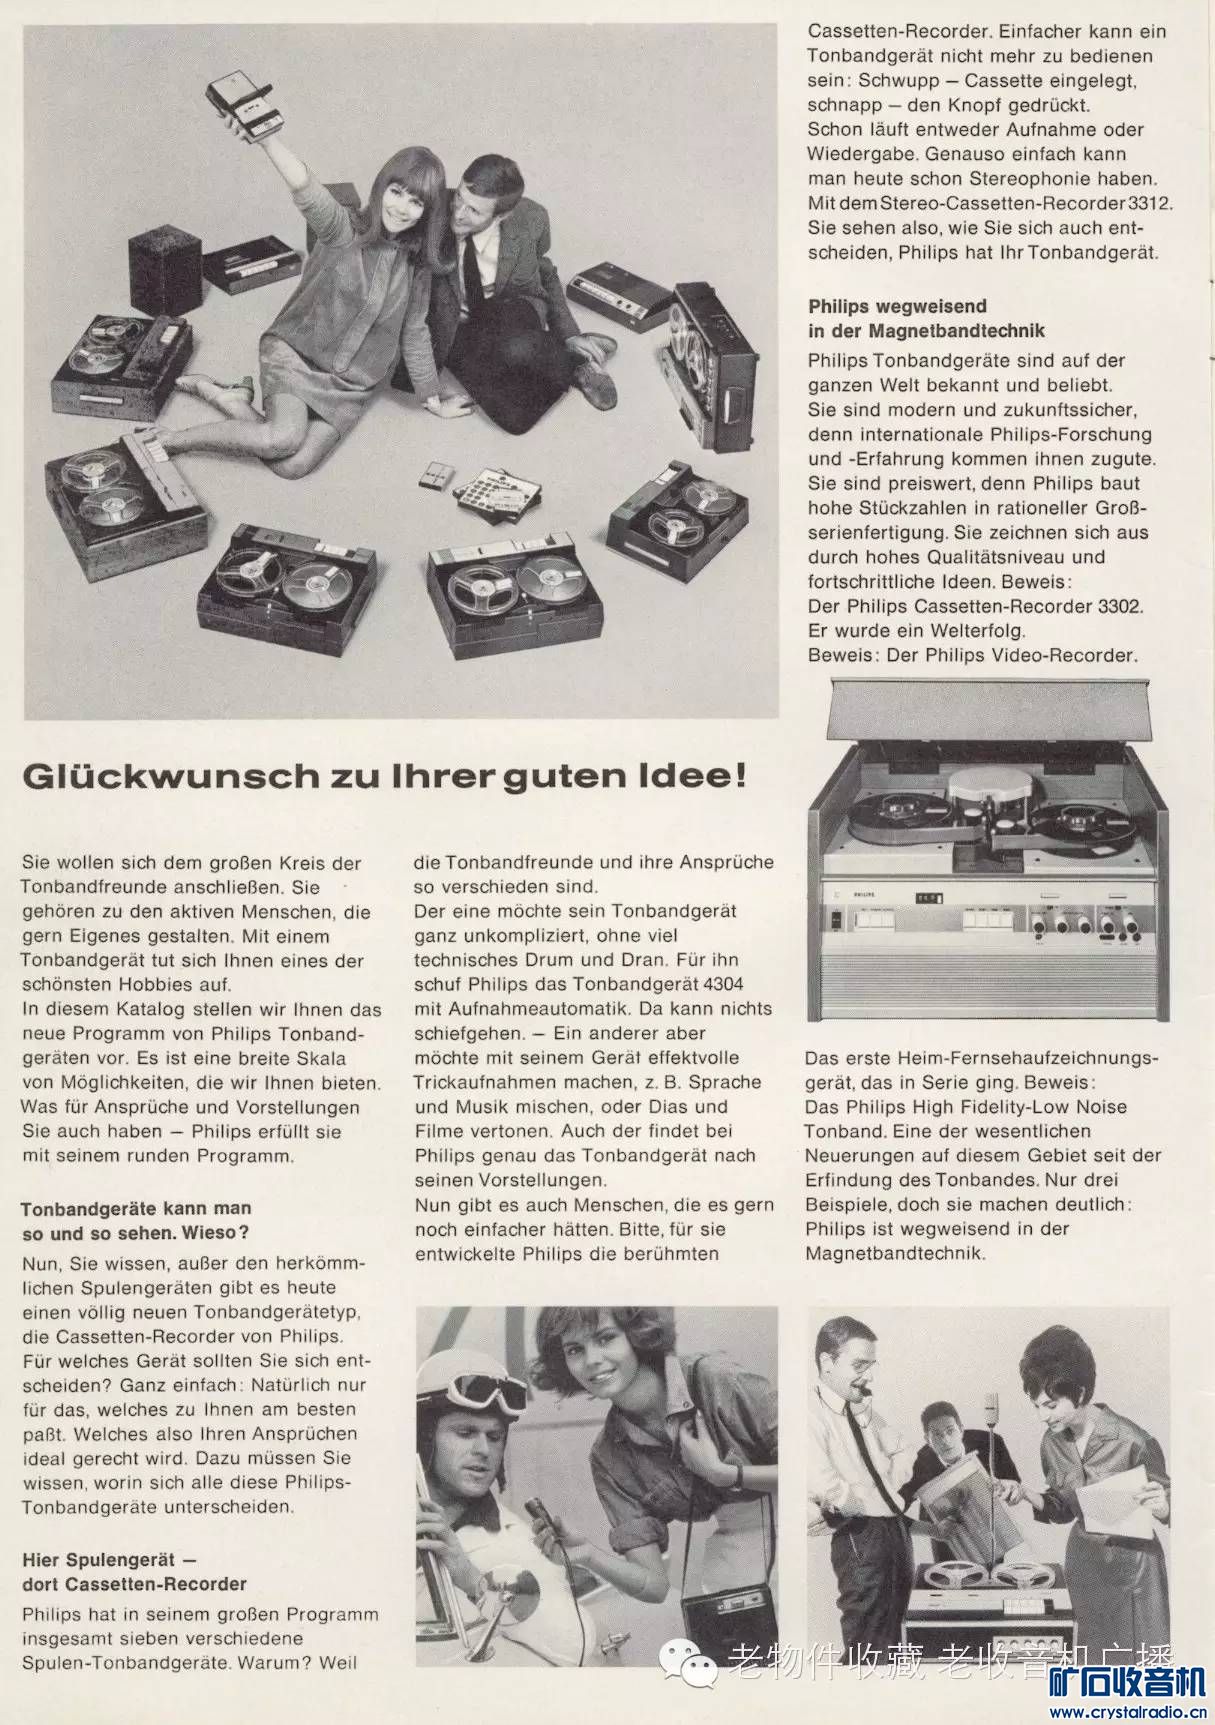 Glückwunsch zu Ihrer guten Idee!
Sie wollen sich dem großen Kreis der
Tonbandfreunde anschließen. Sie
gehören zu den aktiven Menschen, die
gern Eigenes gestalten. Mit einem
Tonbandgerät tut sich Ihnen eines der
schönsten Hobbies auf.
In diesem Katalog stellen wir Ihnen das
neue Programm von Philips Tonband-
geräten vor. Es ist eine breite Skala
von Möglichkeiten, die wir Ihnen bieten.
Was für Ansprüche und Vorstellungen
Sie auch haben – Philips erfüllt sie
mit seinem runden Programm.
Tonbandgeräte kann man
so und so sehen. Wieso?
Nun, Sie wissen, außer den herkömm-
lichen Spulengeräten gibt es heute
einen völlig neuen Tonbandgerätetyp,
die Cassetten-Recorder von Philips.
Für welches Gerät sollten Sie sich ent-
scheiden? Ganz einfach: Natürlich nur
für das, welches zu Ihnen am besten
paßt. Welches also Ihren Ansprüchen
ideal gerecht wird. Dazu müssen Sie
wissen, worin sich alle diese Philips-
Tonbandgeräte unterscheiden.
Hier Spulengerät –
dort Cassetten-Recorder
Philips hat in seinem großen Programm
insgesamt sieben verschiedene
Spulen-Tonbandgeräte. Warum? Weil
die Tonbandfreunde und ihre Ansprüche
so verschieden sind.
Der eine möchte sein Tonbandgerät
ganz unkompliziert, ohne viel
technisches Drum und Dran. Für ihn
schuf Philips das Tonbandgerät 4304
mit Aufnahmeautomatik. Da kann nichts
schiefgehen. – Ein anderer aber
möchte mit seinem Gerät effektvolle
Trickaufnahmen machen, z. B. Sprache
und Musik mischen, oder Dias und
Filme vertonen. Auch der findet bei
Philips genau das Tonbandgerät nach
seinen Vorstellungen.
Nun gibt es auch Menschen, die es gern
noch einfacher hätten. Bitte, für sie
entwickelte Philips die berühmten
Cassetten-Recorder. Einfacher kann ein
Tonbandgerät nicht mehr zu bedienen
sein: Schwupp – Cassette eingelegt,
schnapp – den Knopf gedrückt.
Schon läuft entweder Aufnahme oder
Wiedergabe. Genauso einfach kann
man heute schon Stereophonie haben.
Mit dem Stereo-Cassetten-Recorder 3312.
Sie sehen also, wie Sie sich auch ent-
scheiden, Philips hat Ihr Tonbandgerät.
Philips wegweisend
in der Magnetbandtechnik
Philips Tonbandgeräte sind auf der
ganzen Welt bekannt und beliebt.
Sie sind modern und zukunftssicher,
denn internationale Philips-Forschung
und -Erfahrung kommen ihnen zugute.
Sie sind preiswert, denn Philips baut
hohe Stückzahlen in rationeller Groß-
serienfertigung. Sie zeichnen sich aus
durch hohes Qualitätsniveau und
fortschrittliche Ideen. Beweis:
Der Philips Cassetten-Recorder 3302.
Er wurde ein Welterfolg.
Beweis: Der Philips Video-Recorder.
PHILIPS
Das erste Heim-Fernsehaufzeichnungs-
gerät, das in Serie ging. Beweis:
Das Philips High Fidelity-Low Noise
Tonband. Eine der wesentlichen
Neuerungen auf diesem Gebiet seit der
Erfindung des Tonbandes. Nur drei
Beispiele, doch sie machen deutlich:
Philips ist wegweisend in der
Magnetbandtechnik.
老物件收藏 老收音机广播
矿石收音机
www.crystalradio.cn